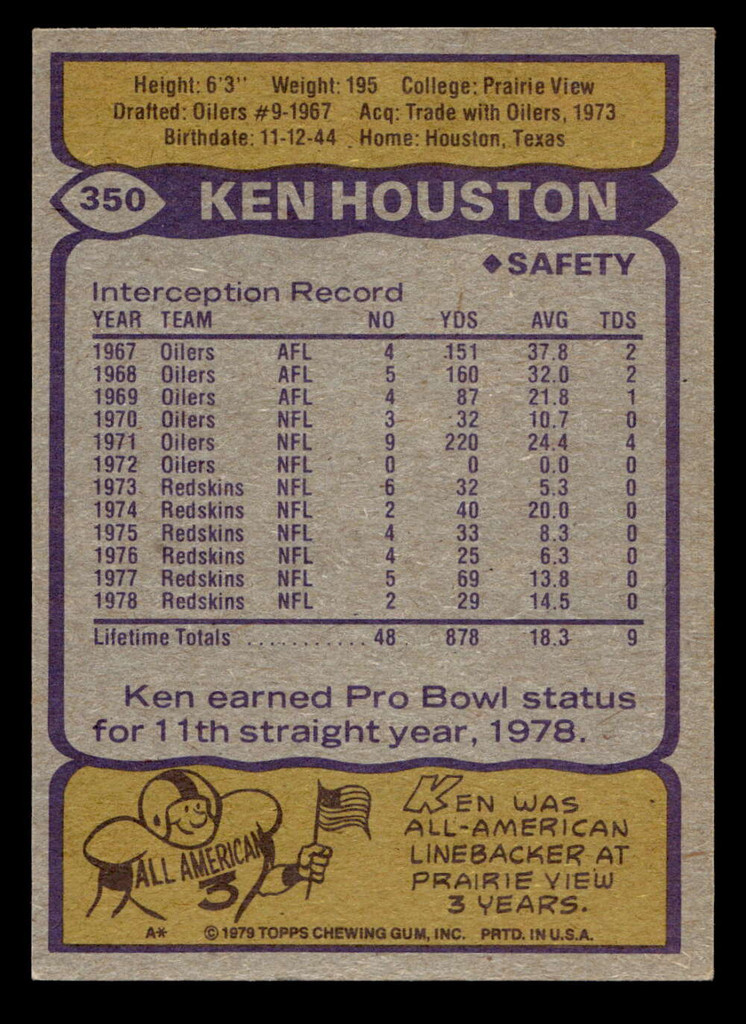 Height: 6'3'' Weight: 195 College: Prairie View
Drafted: Oilers #9-1967 Acq: Trade with Oilers, 1973
Birthdate: 11-12-44 Home: Houston, Texas
350 KEN HOUSTON
◆SAFETY
Interception Record
YEAR TEAM NO YDS AVG TDS
1967 Oilers AFL 4 151 37.8 2
1968 Oilers AFL 5 160 32.0 2
1969 Oilers AFL 4 87 21.8 1
1970 Oilers NFL 3 32 10.7 0
1971 Oilers NFL 9 220 24.4 4
1972 Oilers NFL 0 0 0.0 0
1973 Redskins NFL 6 32 5.3 0
1974 Redskins NFL 2 40 20.0 0
1975 Redskins NFL 4 33 8.3 0
1976 Redskins NFL 4 25 6.3 0
1977 Redskins NFL 5 69 13.8 0
1978 Redskins NFL 2 29 14.5 0
Lifetime Totals ........... 48 878 18.3 9
Ken earned Pro Bowl status
for 11th straight year, 1978.
ALL AMERICAN
3
KEN WAS
ALL-AMERICAN
LINEBACKER AT
PRAIRIE VIEW
3 YEARS.
A* © 1979 TOPPS CHEWING GUM, INC. PRTD. IN U.S.A.